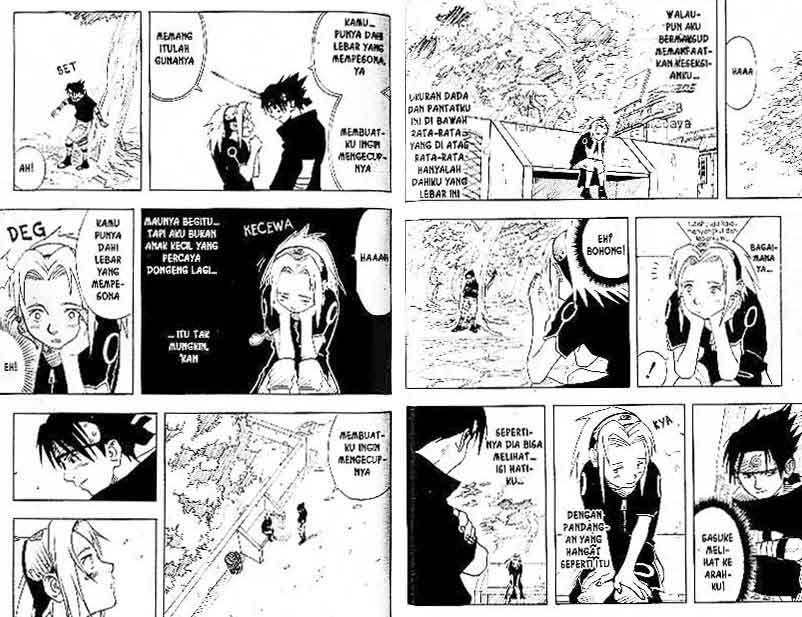 HAAA
WALAU-
PUN AKU
BERMAKSUD
MEMANFAAT-
KAN KESEKSI-
ANKU...
UKURAN DADA
DAN PANTATKU
INI DI BAWAH
RATA-RATA...
YANG DI ATAS
RATA-RATA
HANYALAH
DAHIKU YANG
LEBAR INI
BAGAI-
MANA
YA...
!
EH?
BOHONG!
SASUKE
MELI-
HAT KE
ARAH-
KU!
KYA
DENGAN
PANDANG-
AN YANG
HANGAT
SEPERTI ITU
SEPERTI-
NYA DIA BISA
MELIHAT...
ISI HATI-
KU...
KAMU...
PUNYA DAHI
LEBAR YANG
MEMPESONA,
YA
MEMBUAT-
KU INGIN
MENGECUP-
NYA
MEMANG
ITULAH
GUNANYA
SET
AH!
HAAAH
KECEWA
MAUNYA BEGITU...
TAPI AKU BUKAN
ANAK KECIL YANG
PERCAYA
DONGENG LAGI...
...ITU TAK
MUNGKIN,
'KAN
KAMU
PUNYA
DAHI
LEBAR
YANG
MEMPE-
SONA
DEG
EH!
MEMBUAT-
KU INGIN
MENGECUP-
NYA